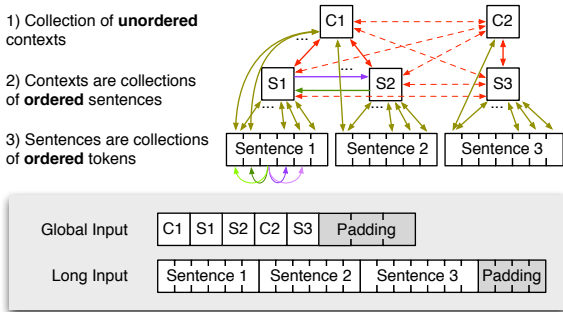 1) Collection of unordered
contexts
2) Contexts are collections
of ordered sentences
3) Sentences are collections
of ordered tokens
C1 C2
...
S1 S2 S3
... ... ...
Sentence 1 Sentence 2 Sentence 3
Global Input C1 S1 S2 C2 S3 Padding
Long Input Sentence 1 Sentence 2 Sentence 3 Padding